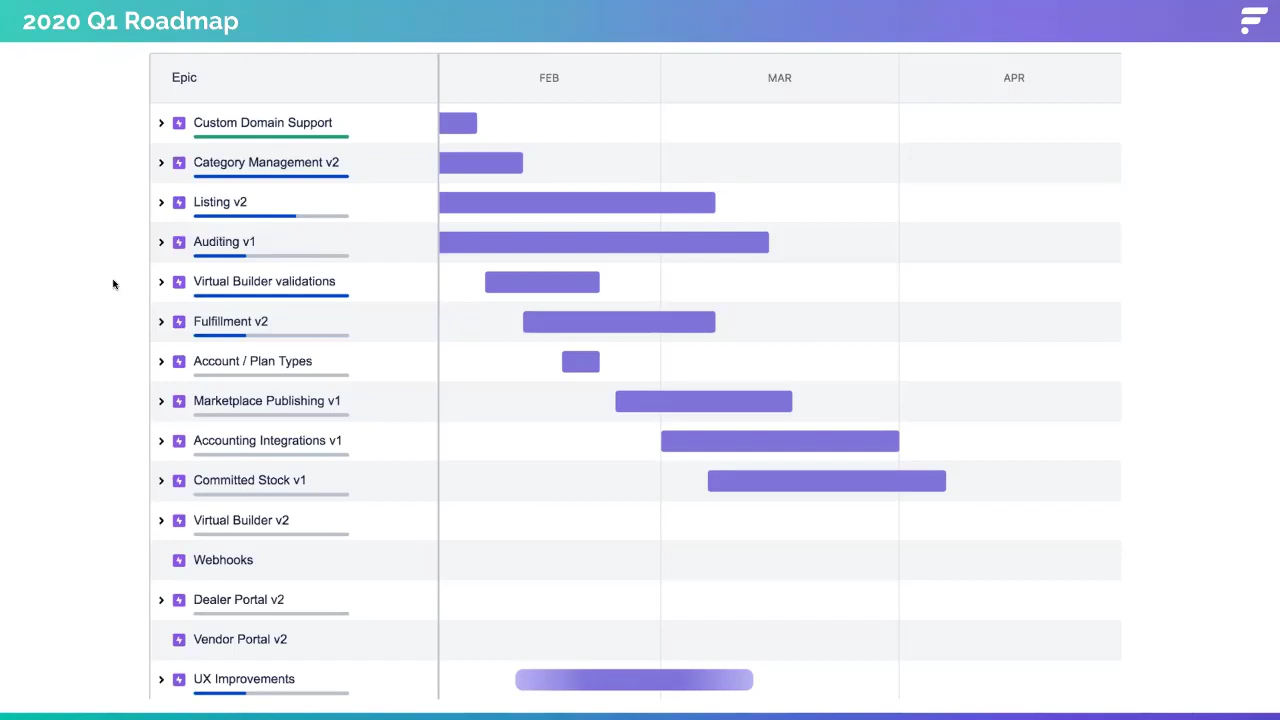 2020 Q1 Roadmap
Epic FEB MAR APR
Custom Domain Support
Category Management v2
Listing v2
Auditing v1
Virtual Builder validations
Fulfillment v2
Account / Plan Types
Marketplace Publishing v1
Accounting Integrations v1
Committed Stock v1
Virtual Builder v2
Webhooks
Dealer Portal v2
Vendor Portal v2
UX Improvements